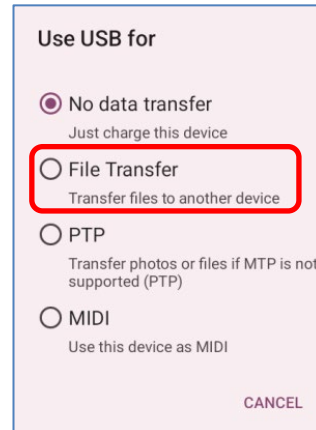 Use USB for
No data transfer
Just charge this device
File Transfer
Transfer files to another device
PTP
Transfer photos or files if MTP is not
supported (PTP)
MIDI
Use this device as MIDI
CANCEL